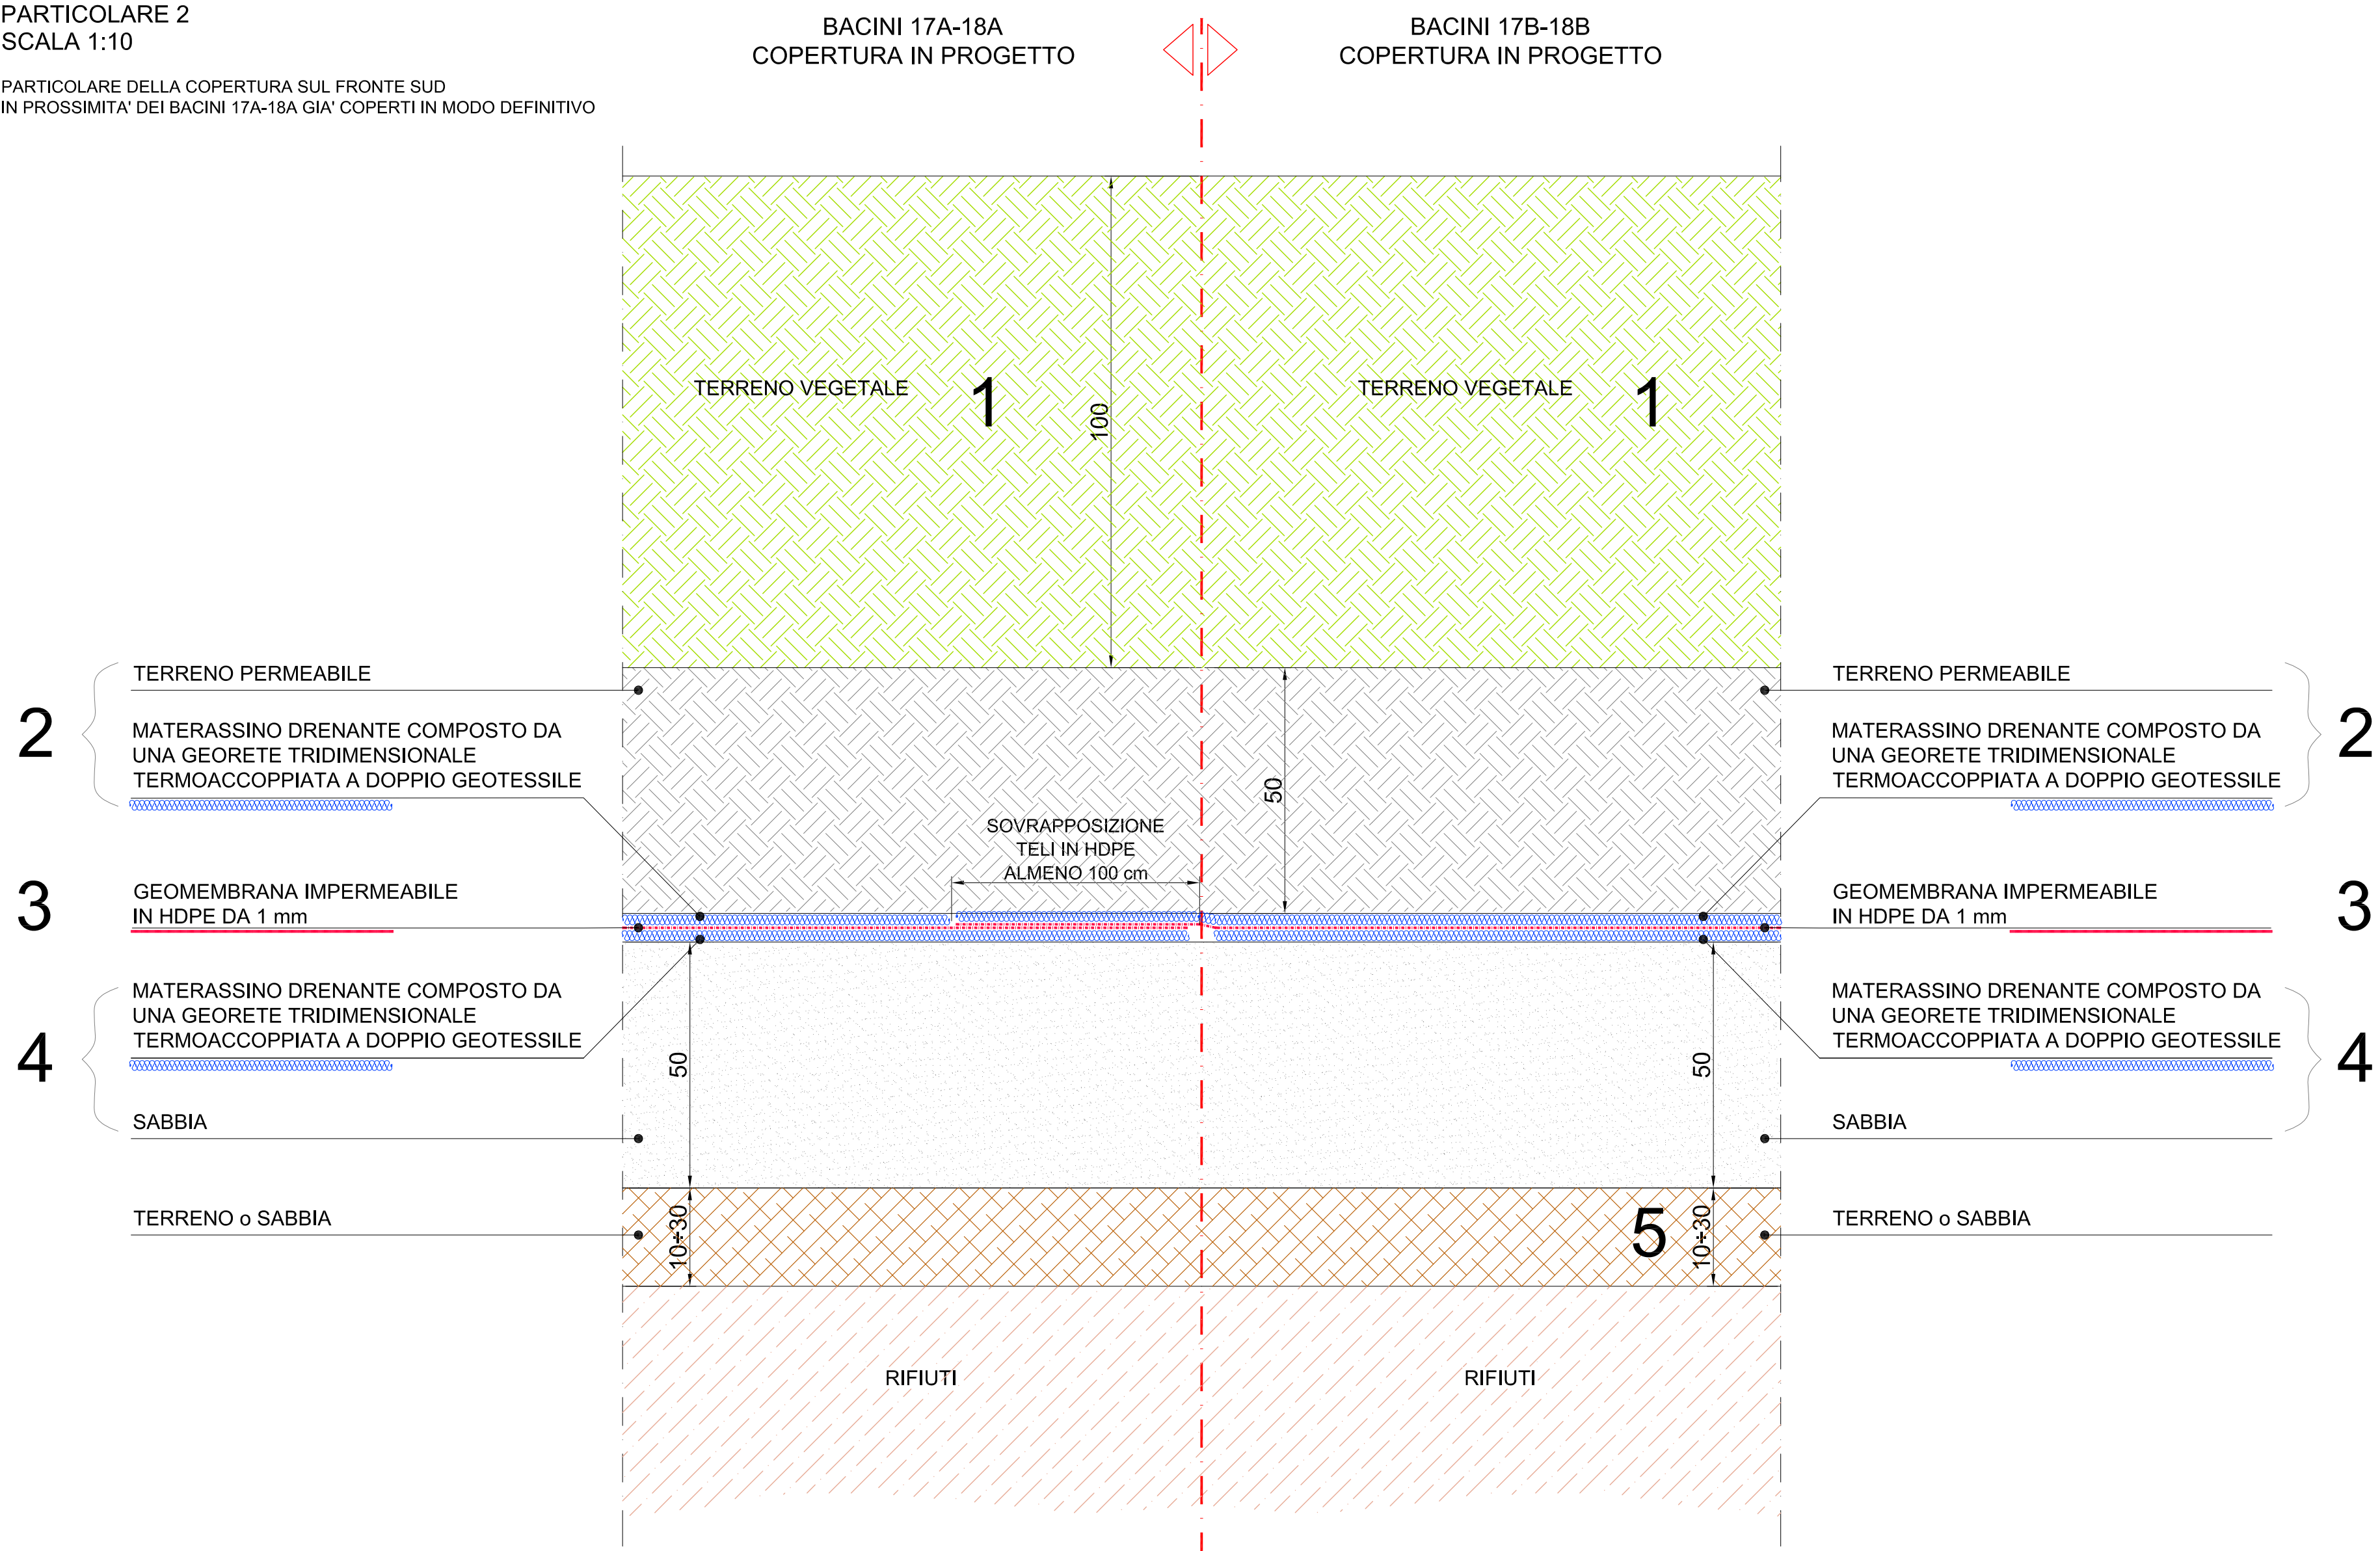 PARTICOLARE 2
SCALA 1:10
PARTICOLARE DELLA COPERTURA SUL FRONTE SUD
IN PROSSIMITA' DEI BACINI 17A-18A GIA' COPERTI IN MODO DEFINITIVO
BACINI 17A-18A
COPERTURA IN PROGETTO
BACINI 17B-18B
COPERTURA IN PROGETTO
TERRENO VEGETALE
1
100
TERRENO VEGETALE
1
2
TERRENO PERMEABILE
MATERASSINO DRENANTE COMPOSTO DA
UNA GEORETE TRIDIMENSIONALE
TERMOACCOPPIATA A DOPPIO GEOTESSILE
3
GEOMEMBRANA IMPERMEABILE
IN HDPE DA 1 mm
4
MATERASSINO DRENANTE COMPOSTO DA
UNA GEORETE TRIDIMENSIONALE
TERMOACCOPPIATA A DOPPIO GEOTESSILE
SABBIA
TERRENO o SABBIA
SOVRAPPOSIZIONE
TELI IN HDPE
ALMENO 100 cm
50
50
50
10÷30
5
10÷30
RIFIUTI
RIFIUTI
TERRENO PERMEABILE
MATERASSINO DRENANTE COMPOSTO DA
UNA GEORETE TRIDIMENSIONALE
TERMOACCOPPIATA A DOPPIO GEOTESSILE
2
GEOMEMBRANA IMPERMEABILE
IN HDPE DA 1 mm
3
MATERASSINO DRENANTE COMPOSTO DA
UNA GEORETE TRIDIMENSIONALE
TERMOACCOPPIATA A DOPPIO GEOTESSILE
4
SABBIA
TERRENO o SABBIA